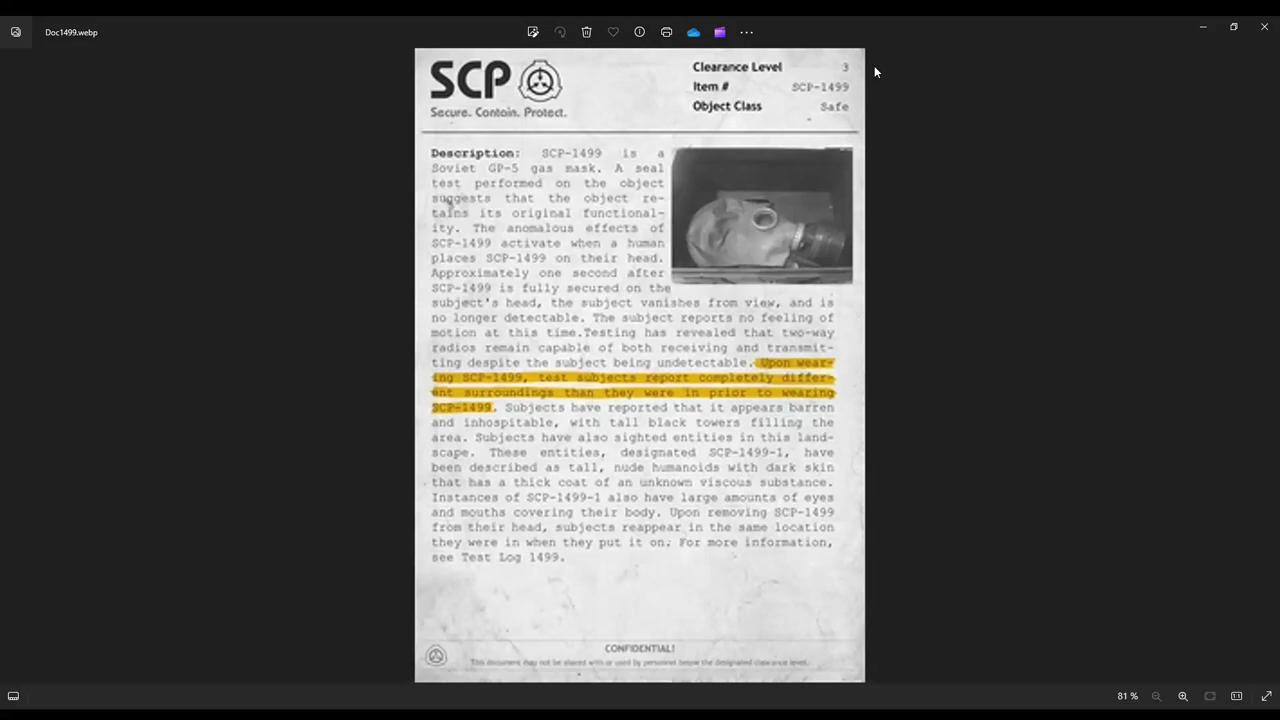 Doc1499.webp
SCP
Secure. Contain. Protect.
Clearance Level 3
Item # SCP-1499
Object Class Safe
Description: SCP-1499 is a
Soviet GP-5 gas mask. A seal
test performed on the object
suggests that the object re-
tains its original functional-
ity. The anomalous effects of
SCP-1499 activate when a human
places SCP-1499 on their head.
Approximately one second after
SCP-1499 is fully secured on the
subject's head, the subject vanishes from view, and is
no longer detectable. The subject reports no feeling of
motion at this time.Testing has revealed that two-way
radios remain capable of both receiving and transmit-
ting despite the subject being undetectable. Upon wear-
ing SCP-1499, test subjects report completely differ-
ent surroundings than they were in prior to wearing
SCP-1499. Subjects have reported that it appears barren
and inhospitable, with tall black towers filling the
area. Subjects have also sighted entities in this land-
scape. These entities, designated SCP-1499-1, have
been described as tall, nude humanoids with dark skin
that has a thick coat of an unknown viscous substance.
Instances of SCP-1499-1 also have large amounts of eyes
and mouths covering their body. Upon removing SCP-1499
from their head, subjects reappear in the same location
they were in when they put it on. For more information,
see Test Log 1499.
CONFIDENTIAL!
This document may not be shared with or used by personnel below the designated clearance level.
81 %